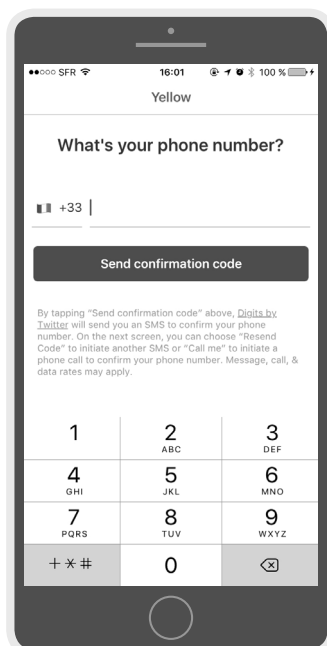 SFR 16:01 100 %
Yellow
What's your phone number?
+33
Send confirmation code
By tapping “Send confirmation code” above, Digits by
Twitter will send you an SMS to confirm your phone
number. On the next screen, you can choose “Resend
Code” to initiate another SMS or “Call me” to initiate a
phone call to confirm your phone number. Message, call, &
data rates may apply.
1 2 3
ABC DEF
4 5 6
GHI JKL MNO
7 8 9
PQRS TUV WXYZ
+ * # 0